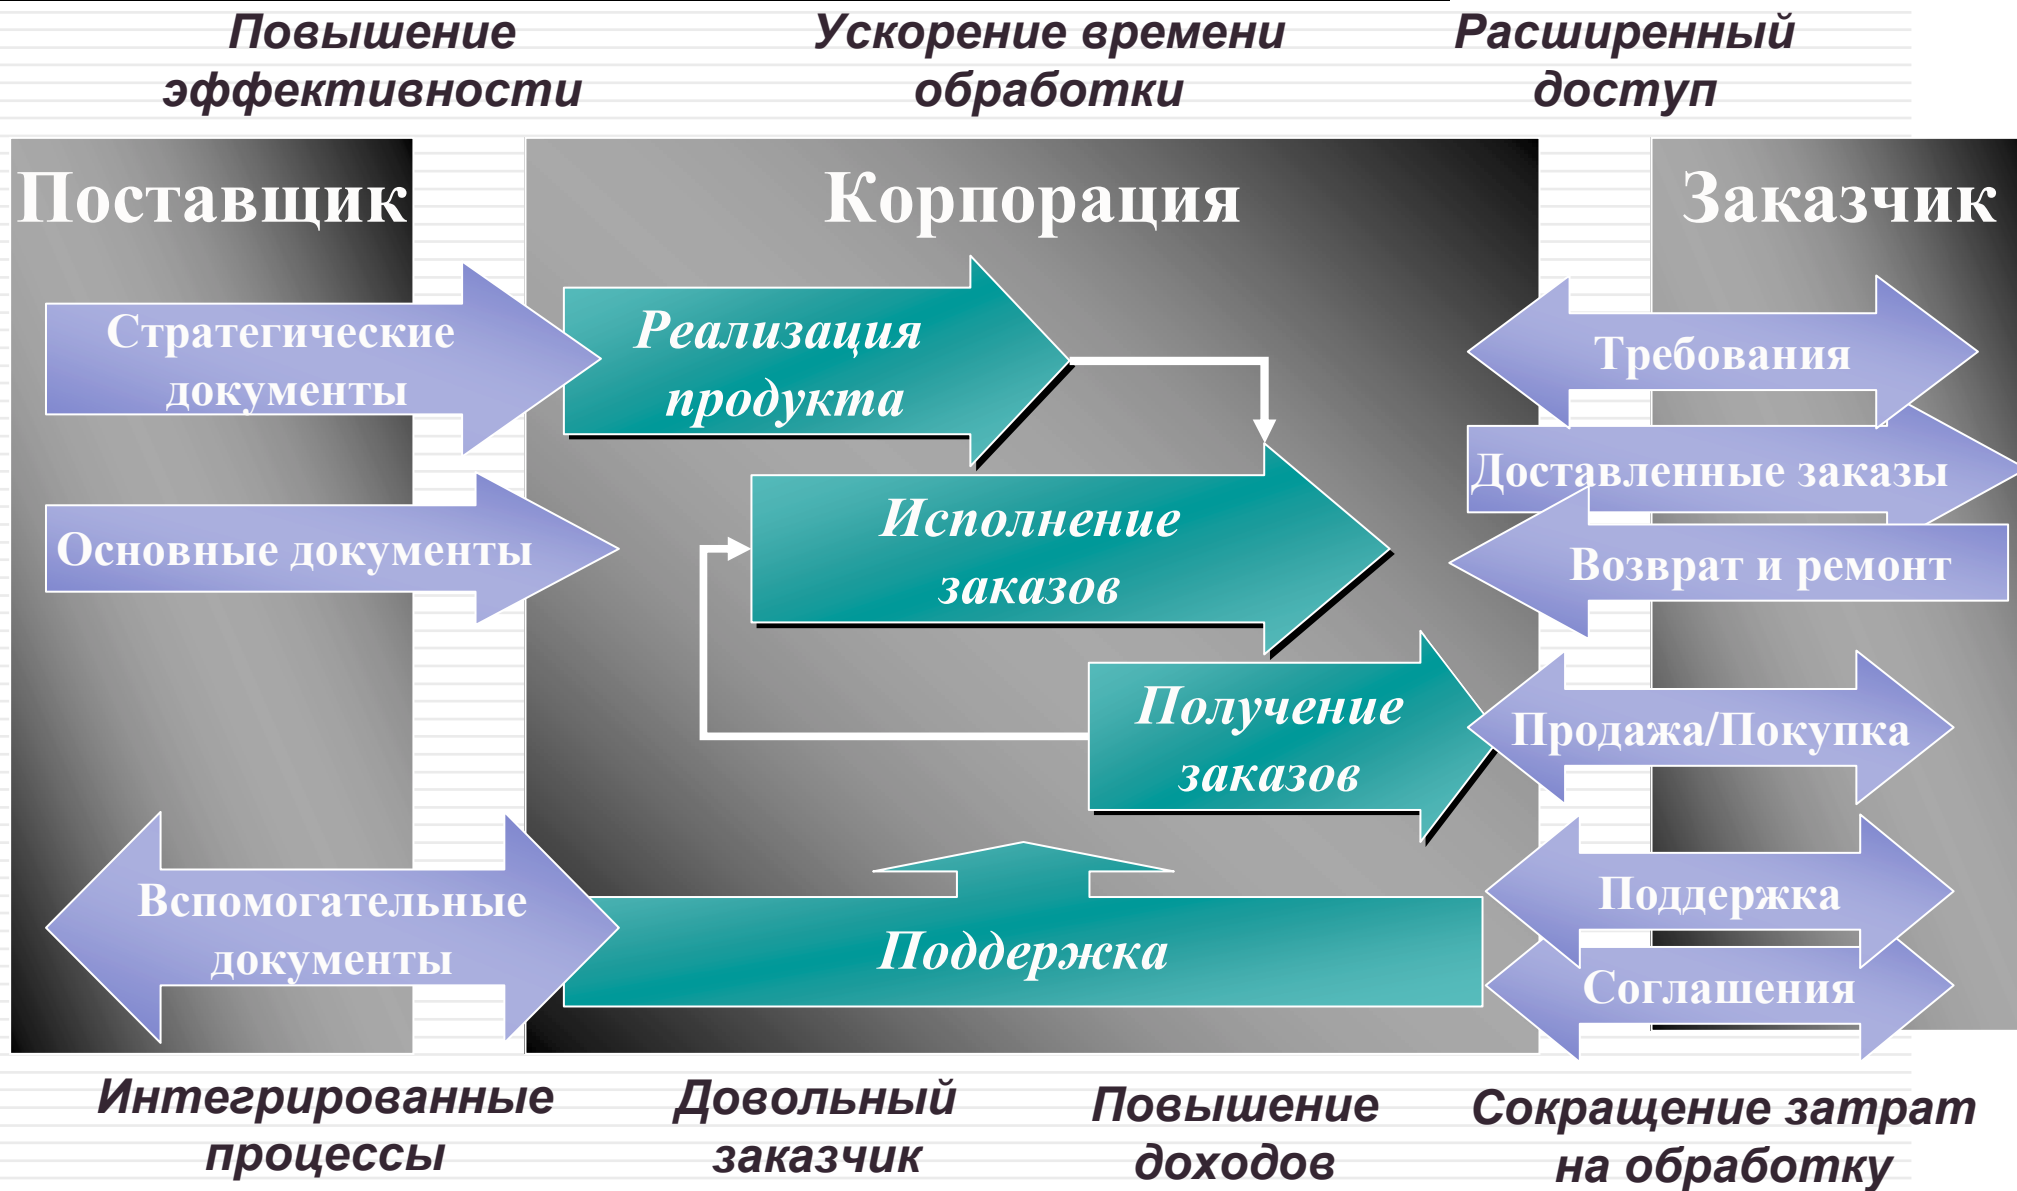 Повышение
эффективности
Ускорение времени
обработки
Расширенный
доступ
Поставщик
Корпорация
Заказчик
Стратегические
документы
Реализация
продукта
Требования
Доставленные заказы
Основные документы
Исполнение
заказов
Возврат и ремонт
Получение
заказов
Продажа/Покупка
Вспомогательные
документы
Поддержка
Поддержка
Соглашения
Интегрированные
процессы
Довольный
заказчик
Повышение
доходов
Сокращение затрат
на обработку